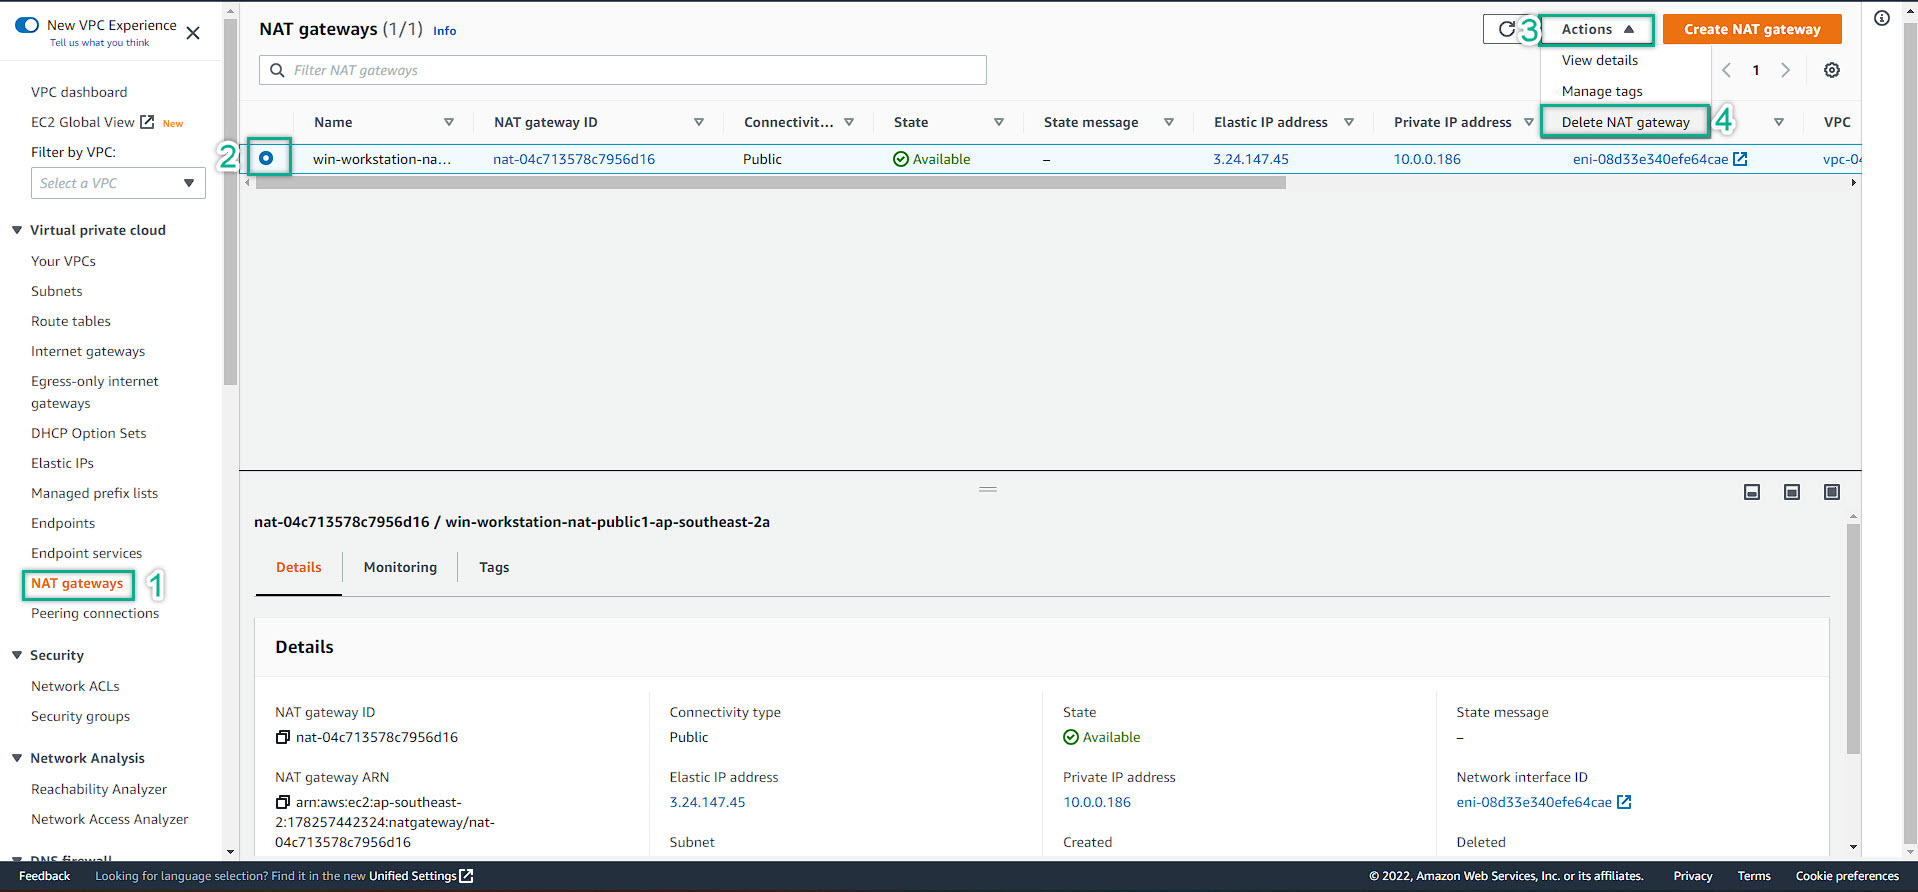 New VPC Experience
Tell us what you think
VPC dashboard
EC2 Global View New
Filter by VPC:
Select a VPC
Virtual private cloud
Your VPCs
Subnets
Route tables
Internet gateways
Egress-only internet
gateways
DHCP Option Sets
Elastic IPs
Managed prefix lists
Endpoints
Endpoint services
NAT gateways 1
Peering connections
Security
Network ACLs
Security groups
Network Analysis
Reachability Analyzer
Network Access Analyzer
DNS firewall
NAT gateways (1/1) Info
3 Actions Create NAT gateway
Filter NAT gateways
View details
Manage tags
Delete NAT gateway 4
1
Name NAT gateway ID Connectivit... State State message Elastic IP address Private IP address VPC
2 win-workstation-na... nat-04c713578c7956d16 Public Available – 3.24.147.45 10.0.0.186 eni-08d33e340efe64cae vpc-04
nat-04c713578c7956d16 / win-workstation-nat-public1-ap-southeast-2a
Details Monitoring Tags
Details
NAT gateway ID
nat-04c713578c7956d16
Connectivity type
Public
State
Available
State message
–
NAT gateway ARN
arn:aws:ec2:ap-southeast-
2:178257442324:natgateway/nat-
04c713578c7956d16
Elastic IP address
3.24.147.45
Private IP address
10.0.0.186
Network interface ID
eni-08d33e340efe64cae
Subnet
Created
Deleted
Feedback Looking for language selection? Find it in the new Unified Settings © 2022, Amazon Web Services, Inc. or its affiliates. Privacy Terms Cookie preferences